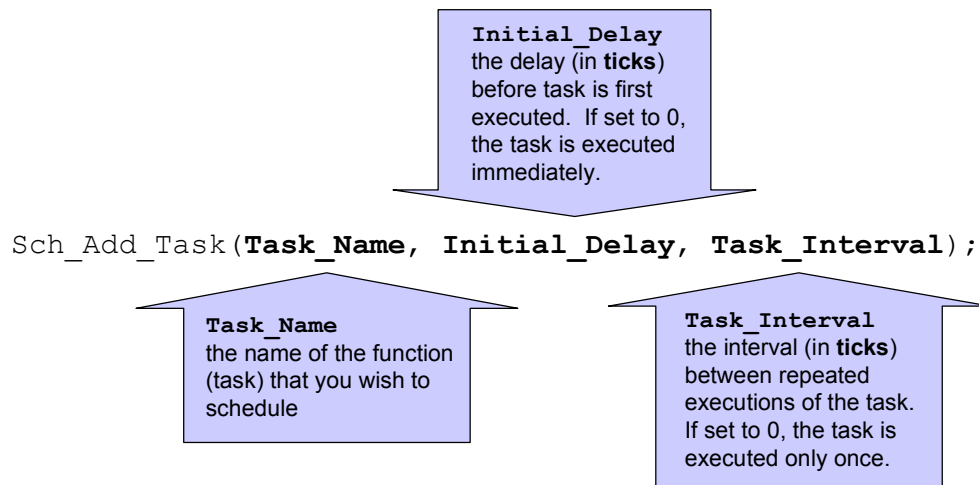 Initial_Delay
the delay (in ticks)
before task is first
executed. If set to 0,
the task is executed
immediately.
Sch_Add_Task(Task_Name, Initial_Delay, Task_Interval);
Task_Name
the name of the function
(task) that you wish to
schedule
Task_Interval
the interval (in ticks)
between repeated
executions of the task.
If set to 0, the task is
executed only once.